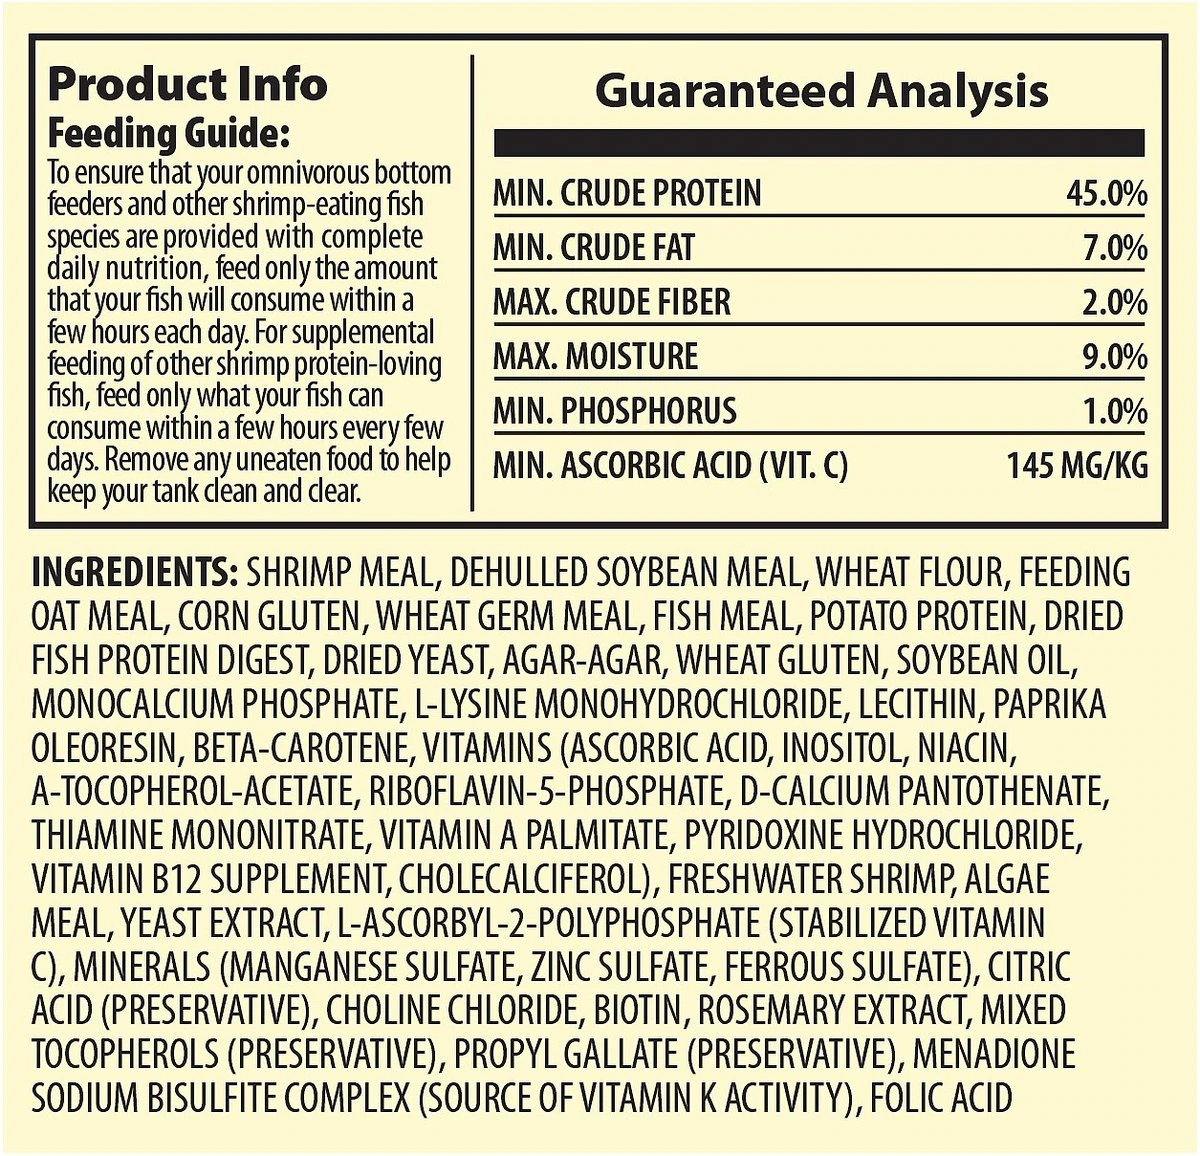 Product Info
Feeding Guide:
To ensure that your omnivorous bottom
feeders and other shrimp-eating fish
species are provided with complete
daily nutrition, feed only the amount
that your fish will consume within a
few hours each day. For supplemental
feeding of other shrimp protein-loving
fish, feed only what your fish can
consume within a few hours every few
days. Remove any uneaten food to help
keep your tank clean and clear.
Guaranteed Analysis
MIN. CRUDE PROTEIN 45.0%
MIN. CRUDE FAT 7.0%
MAX. CRUDE FIBER 2.0%
MAX. MOISTURE 9.0%
MIN. PHOSPHORUS 1.0%
MIN. ASCORBIC ACID (VIT. C) 145 MG/KG
INGREDIENTS: SHRIMP MEAL, DEHULLED SOYBEAN MEAL, WHEAT FLOUR, FEEDING
OAT MEAL, CORN GLUTEN, WHEAT GERM MEAL, FISH MEAL, POTATO PROTEIN, DRIED
FISH PROTEIN DIGEST, DRIED YEAST, AGAR-AGAR, WHEAT GLUTEN, SOYBEAN OIL,
MONOCALCIUM PHOSPHATE, L-LYSINE MONOHYDROCHLORIDE, LECITHIN, PAPRIKA
OLEORESIN, BETA-CAROTENE, VITAMINS (ASCORBIC ACID, INOSITOL, NIACIN,
A-TOCOPHEROL-ACETATE, RIBOFLAVIN-5-PHOSPHATE, D-CALCIUM PANTOTHENATE,
THIAMINE MONONITRATE, VITAMIN A PALMITATE, PYRIDOXINE HYDROCHLORIDE,
VITAMIN B12 SUPPLEMENT, CHOLECALCIFEROL), FRESHWATER SHRIMP, ALGAE
MEAL, YEAST EXTRACT, L-ASCORBYL-2-POLYPHOSPHATE (STABILIZED VITAMIN
C), MINERALS (MANGANESE SULFATE, ZINC SULFATE, FERROUS SULFATE), CITRIC
ACID (PRESERVATIVE), CHOLINE CHLORIDE, BIOTIN, ROSEMARY EXTRACT, MIXED
TOCOPHEROLS (PRESERVATIVE), PROPYL GALLATE (PRESERVATIVE), MENADIONE
SODIUM BISULFITE COMPLEX (SOURCE OF VITAMIN K ACTIVITY), FOLIC ACID